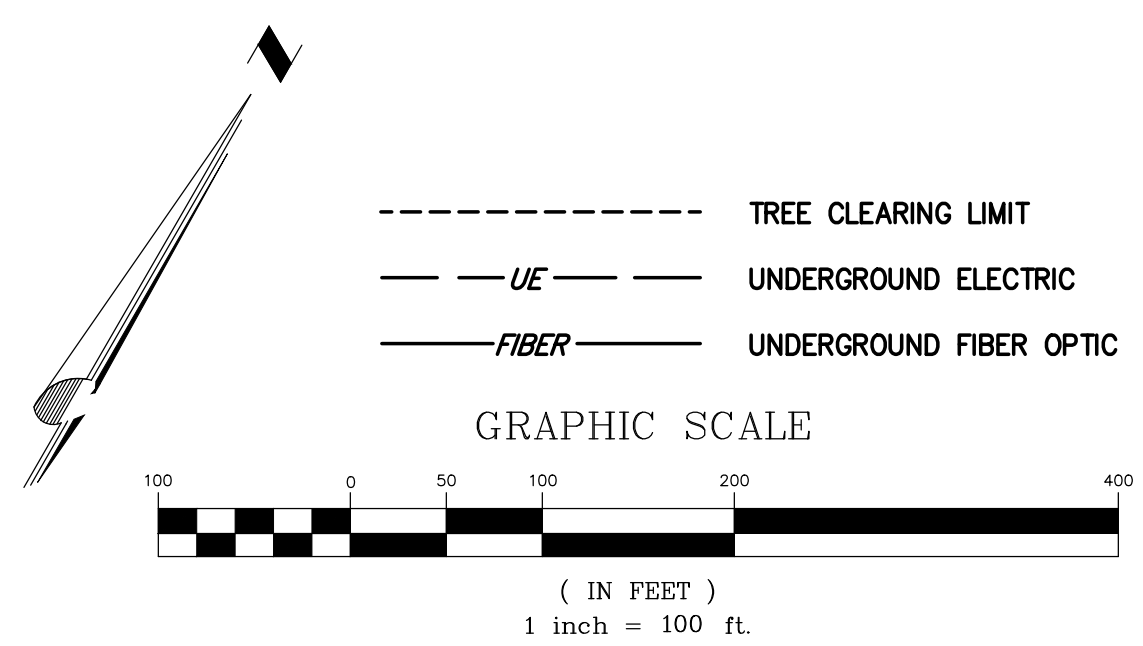 N
TREE CLEARING LIMIT
UE UNDERGROUND ELECTRIC
FIBER UNDERGROUND FIBER OPTIC
GRAPHIC SCALE
100 0 50 100 200 400
( IN FEET )
1 inch = 100 ft.